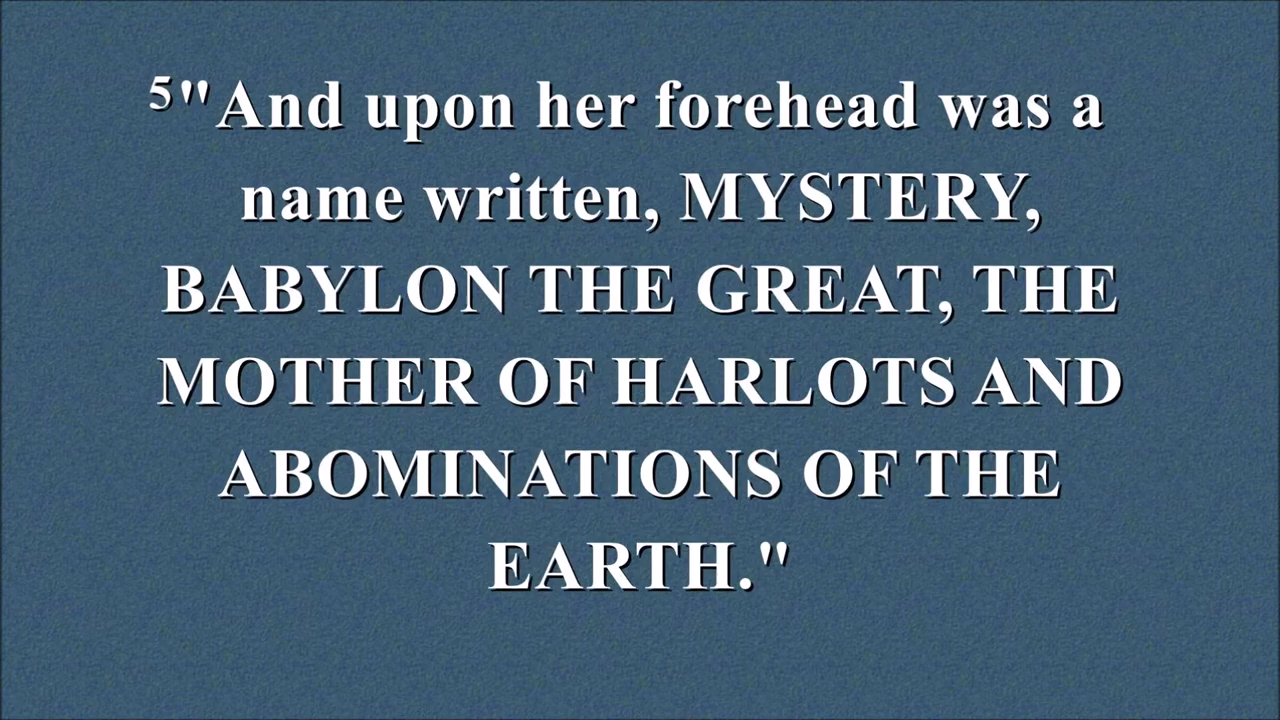 5"And upon her forehead was a
name written, MYSTERY,
BABYLON THE GREAT, THE
MOTHER OF HARLOTS AND
ABOMINATIONS OF THE
EARTH."